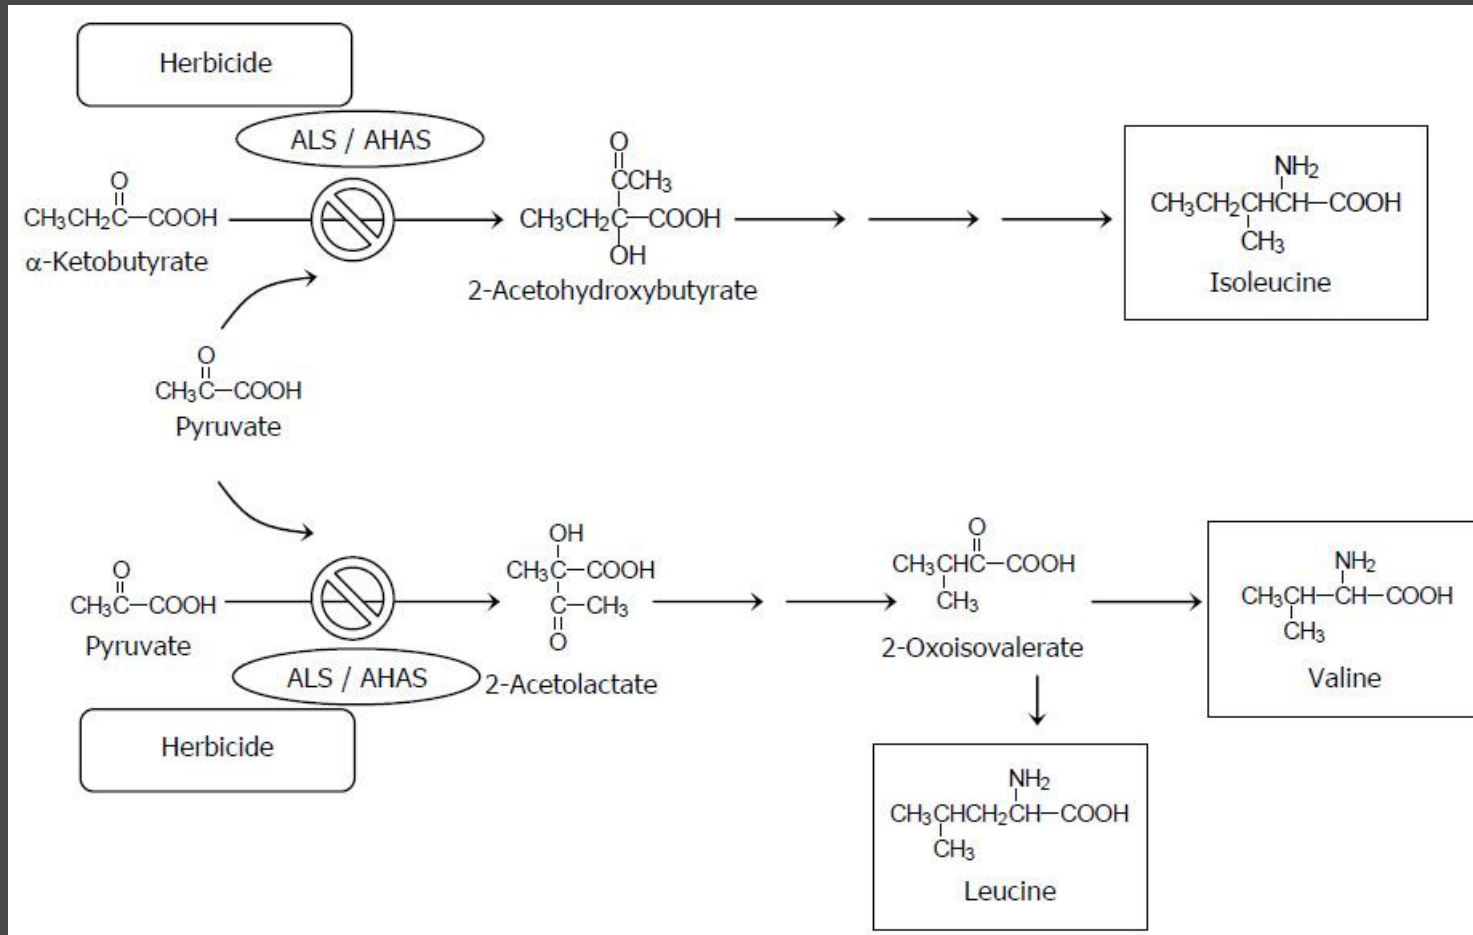 Herbicide
ALS / AHAS
O
CH₃CH₂C–COOH
α-Ketobutyrate
O
CCH₃
CH₃CH₂C–COOH
OH
2-Acetohydroxybutyrate
NH₂
CH₃CH₂CHCH–COOH
CH₃
Isoleucine
O
CH₃C–COOH
Pyruvate
O
CH₃C–COOH
Pyruvate
ALS / AHAS
Herbicide
OH
CH₃C–COOH
C–CH₃
O
2-Acetolactate
O
CH₃CHC–COOH
CH₃
2-Oxoisovalerate
NH₂
CH₃CH–CH–COOH
CH₃
Valine
NH₂
CH₃CHCH₂CH–COOH
CH₃
Leucine